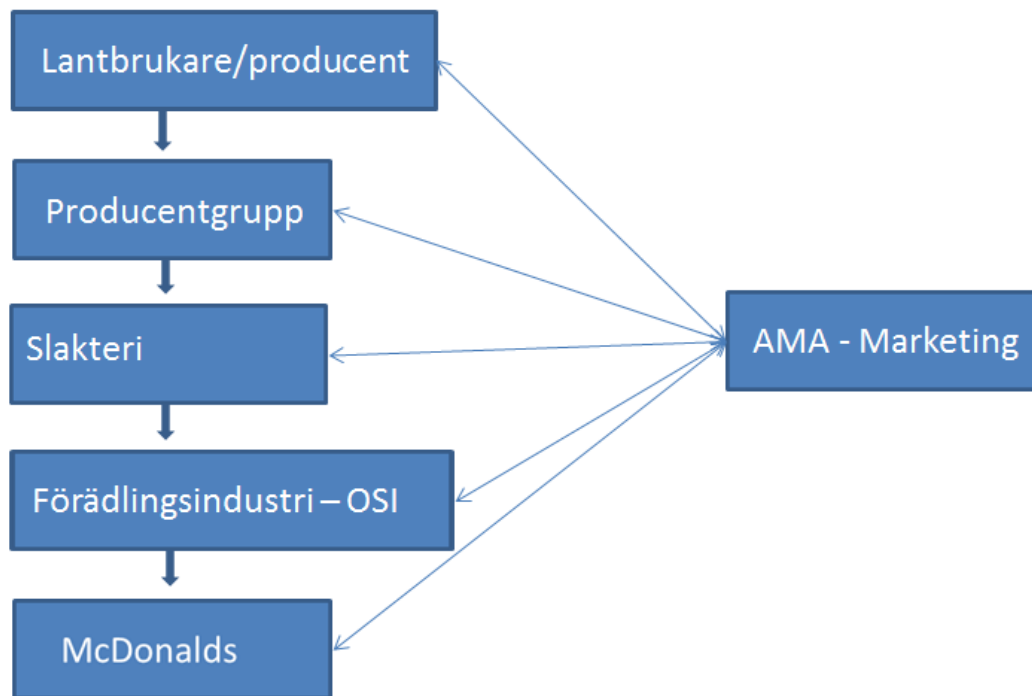 Lantbrukare/producent
Producentgrupp
Slakteri
AMA - Marketing
Förädlingsindustri – OSI
McDonalds